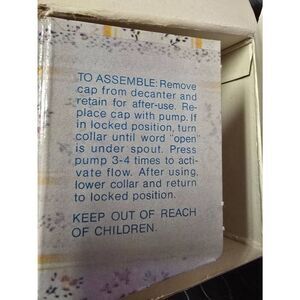 TO ASSEMBLE: Remove
cap from decanter and
retain for after-use. Re-
place cap with pump. If
in locked position, turn
collar until word "open"
is under spout. Press
pump 3-4 times to acti-
vate flow. After using,
lower collar and return
to locked position.
KEEP OUT OF REACH
OF CHILDREN.